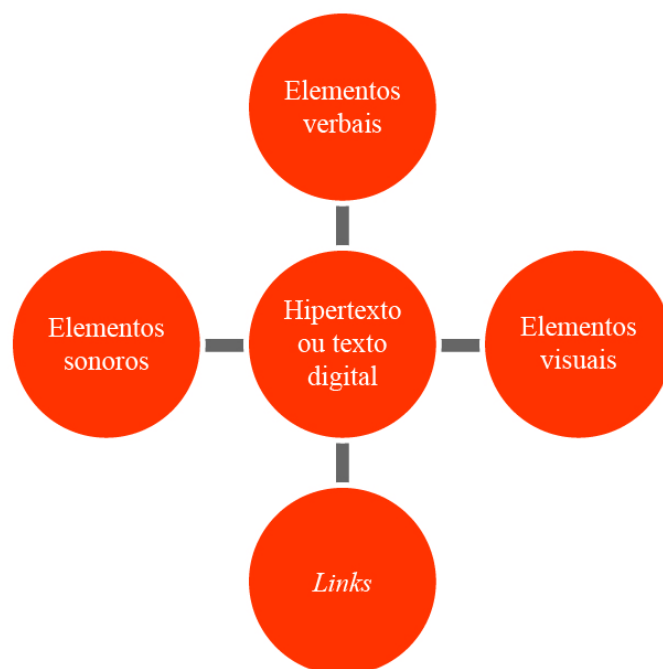 Elementos
verbais
Elementos
sonoros
Hipertexto
ou texto
digital
Elementos
visuais
Links